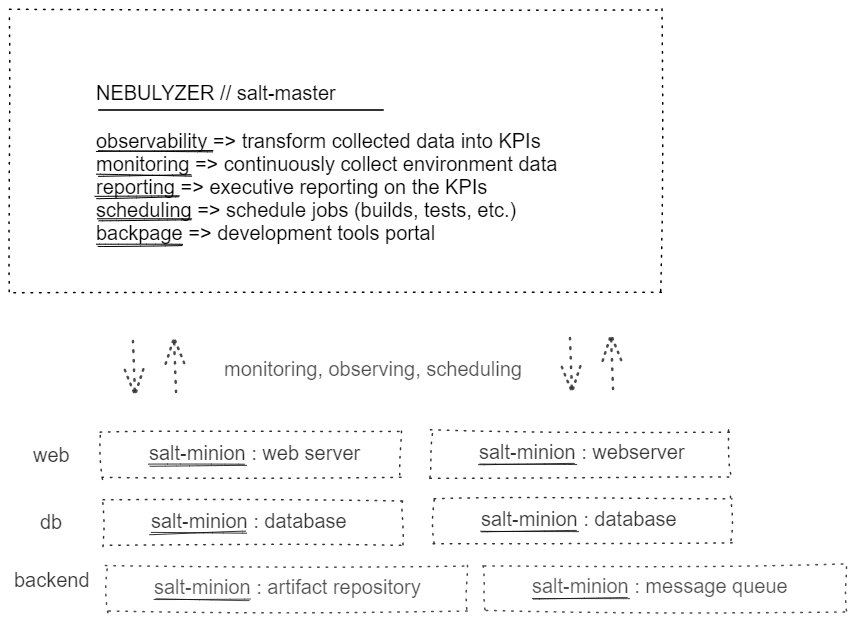 NEBULYZER // salt-master
observability => transform collected data into KPIs
monitoring => continuously collect environment data
reporting => executive reporting on the KPIs
scheduling => schedule jobs (builds, tests, etc.)
backpage => development tools portal
monitoring, observing, scheduling
web salt-minion : web server salt-minion : webserver
db salt-minion : database salt-minion : database
backend salt-minion : artifact repository salt-minion : message queue